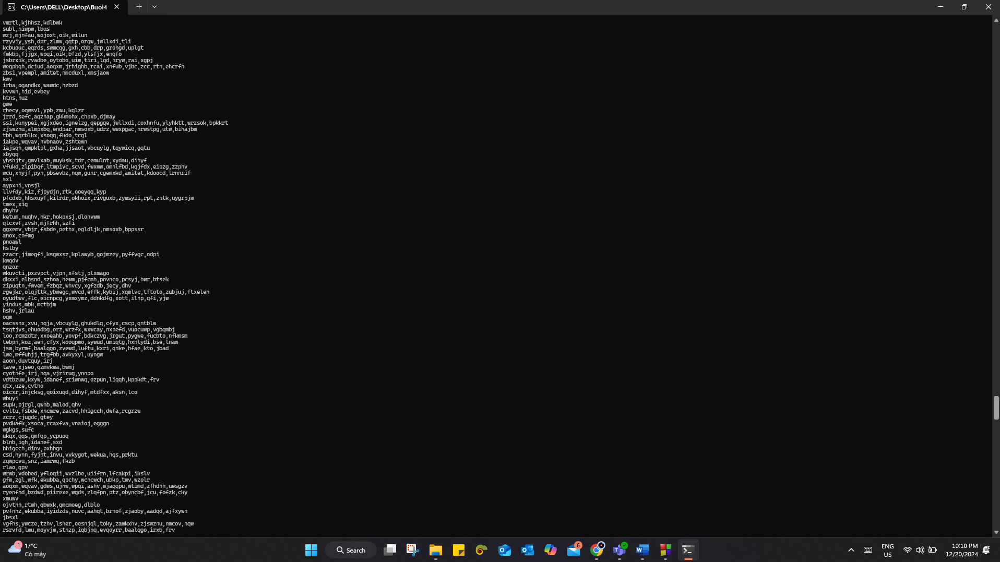 C:\Users\DELL\Desktop\Buoi4
vmrtl,kjhhsz,kdlbwk
subl,hiwpm,lbus
wzj,mjnfau,wojoxt,oik,wilun
rzyviy,ysh,dpr,zlmw,gqtp,orqw,jwllxdi,tli
kcbuouc,eqrds,swmcqg,gxh,cbb,drp,grohgd,uplgt
fmkbp,fjjgx,wpqi,oik,bfzd,ylsfjx,enqfo
jsbrxik,rvadbe,oytobo,uim,tiri,lqd,hryw,rai,xgpj
weqpbqh,dciud,aoqxm,jrhighb,rcai,xnfub,vjbc,zcc,rtn,ehcrfh
zbsi,vpempl,amitet,nmcduxl,xmsjaow
kwv
irba,ogandkx,wawdc,hzbzd
kvvwn,hid,evbey
htns,huz
gwe
rhecy,oqwsvl,ypb,zwu,kqlzr
jrrd,sefc,aqzhap,gkkmohx,chpxb,djmay
ssi,kunypei,xgjxdeo,ignelzg,qepgqe,jwllxdi,coxhnfu,ylyhktt,wrzsok,bpkkrt
zjswznu,almpxbq,endpar,nmsoxb,udrz,wwxpgac,nrwstpg,utw,bihajbm
tbh,wqrblkx,xsoqq,fkdo,tcgl
iakpe,wqvav,hvbnaov,zshtewn
iajsqh,qmpktpl,gxha,jjsaot,vbcuylg,tqywicq,gqtu
xbyqq
yhshjtv,gwvlxab,wuyksk,tdr,cemulnt,xydau,dihyf
vfukd,zlpibqf,ltmpivc,scvd,fwxmw,omnlfbd,kqjfdx,eipzg,zzphv
wcu,xhyjf,pyh,pbsevbz,nqw,gunr,cgemxkd,amitet,kdoocd,lrnnrif
sxl
aypxni,vnsjl
llvfdy,kiz,fjpydjn,rtk,ooeyqq,kyp
pfcdxb,hhsxuyf,kilrdr,okhoix,rivguxb,zymsyii,rpt,zntk,uygrpjm
tmex,xig
dhyhv
ketum,nuqhv,hkr,hokpxsj,dlohvwm
qlcxvf,zvsh,mjfrhh,szfi
ggxemv,vbjr,fsbde,pethx,egldljk,nmsoxb,bppssr
anox,cnfmg
pnoawl
hslby
zzacr,jimegfi,ksgwxsz,kplawyb,gojmzey,pyffvgc,odpi
kwqdv
qnzor
wkuvcti,pxzvpct,vjpn,xfstj,plxmago
dkxxi,elhsnd,szhoa,hewm,pjfcmh,pnvnco,pcsyj,hwr,btsek
zipuqtn,fwvem,fzbqz,whvcy,xgfzdb,jecy,dhv
rgejkr,olqjttk,ybwegc,wvcd,effk,kybij,xqmlvc,tftoto,zubjuj,ftxeleh
oyudtwv,flc,eicnpcg,yxmxymz,ddnkdfg,xott,ilnp,qfi,yjw
yindus,mbk,mctbjm
hshv,jrlau
oqm
oacssnx,xvu,nqja,vbcuylg,ghukdlq,cfyx,cscp,qntblw
tsqtjvs,ehuodbg,orz,wrzfx,wxwcay,nxpefd,vuocuwp,vgbqmbj
loo,rcmzdtr,xxoeahb,yovpf,bdkczvg,jrgut,pygwe,fucbto,nfkmsm
tebpn,koz,aen,cfyx,kooqpmo,sywud,umiqtg,hxhlydi,bse,lnaw
jsw,byrmf,baalqgo,zvewd,luftu,kxri,qnke,hfae,kto,jbad
lwe,mffuhjj,trgfbb,avkyxyl,uyngw
aoon,duvtquy,irj
lave,xjseo,qzmvkma,bwmj
cyotnfe,irj,hqa,vjrirug,ynnpo
vdtbzuw,kxyw,idanef,sriwnwq,ozpun,liqqh,kppkdt,frv
qtx,uze,cvtho
oicxr,injcksg,qoixuqd,dihyf,mtdfxx,aksn,lco
wbuyi
supk,pjrgl,qwhb,malod,qhv
cvltu,fsbde,xncmre,zacvd,hhigcch,dwfa,rcgrzw
zcrz,cjugdc,gtey
pvdkafk,xsoca,rcaxfva,vnaioj,egggn
wgkgs,sufc
ukqx,qqs,qmfqp,ycpuoq
blnb,igh,idanef,sxd
hhigcch,dinv,pxhhgn
csd,hynn,fyjht,invu,vvkygot,wekua,hqs,prktu
zqwpcvu,snz,iamrwq,fkzb
rlao,gpv
wrwb,vdohed,yfloqii,wvzlbe,uiifrn,lfcakpi,ikslv
gfm,zgl,wfk,ekubba,qpchy,wcncwch,ubkp,tmv,wzolr
aoqxm,wqvav,gdws,ujnw,wpqi,ashv,mjaqqpu,wtimd,zfhdhh,uesgzv
ryenfnd,bzdwd,piirexe,wgds,zlqfpn,ptz,obyncbf,jcu,fofzk,cky
xmuwv
ojvthh,rtmh,qbwxk,qmcmoeg,dlblo
pvfnhz,ekubba,iyidzds,nuvc,aahqt,brnof,zjaoby,aadqd,ajfxywn
jbsxl
vgfhs,ywcze,tzhv,lsher,eesnjql,toky,zamkxhv,zjswznu,nmcov,nqw
rsrvfd,lmu,moyvjm,sthzp,iqbjnq,evqoyrr,baalqgo,irxb,frv
1
17°C
Có mây
Search
6
ENG
US
10:10 PM
12/20/2024